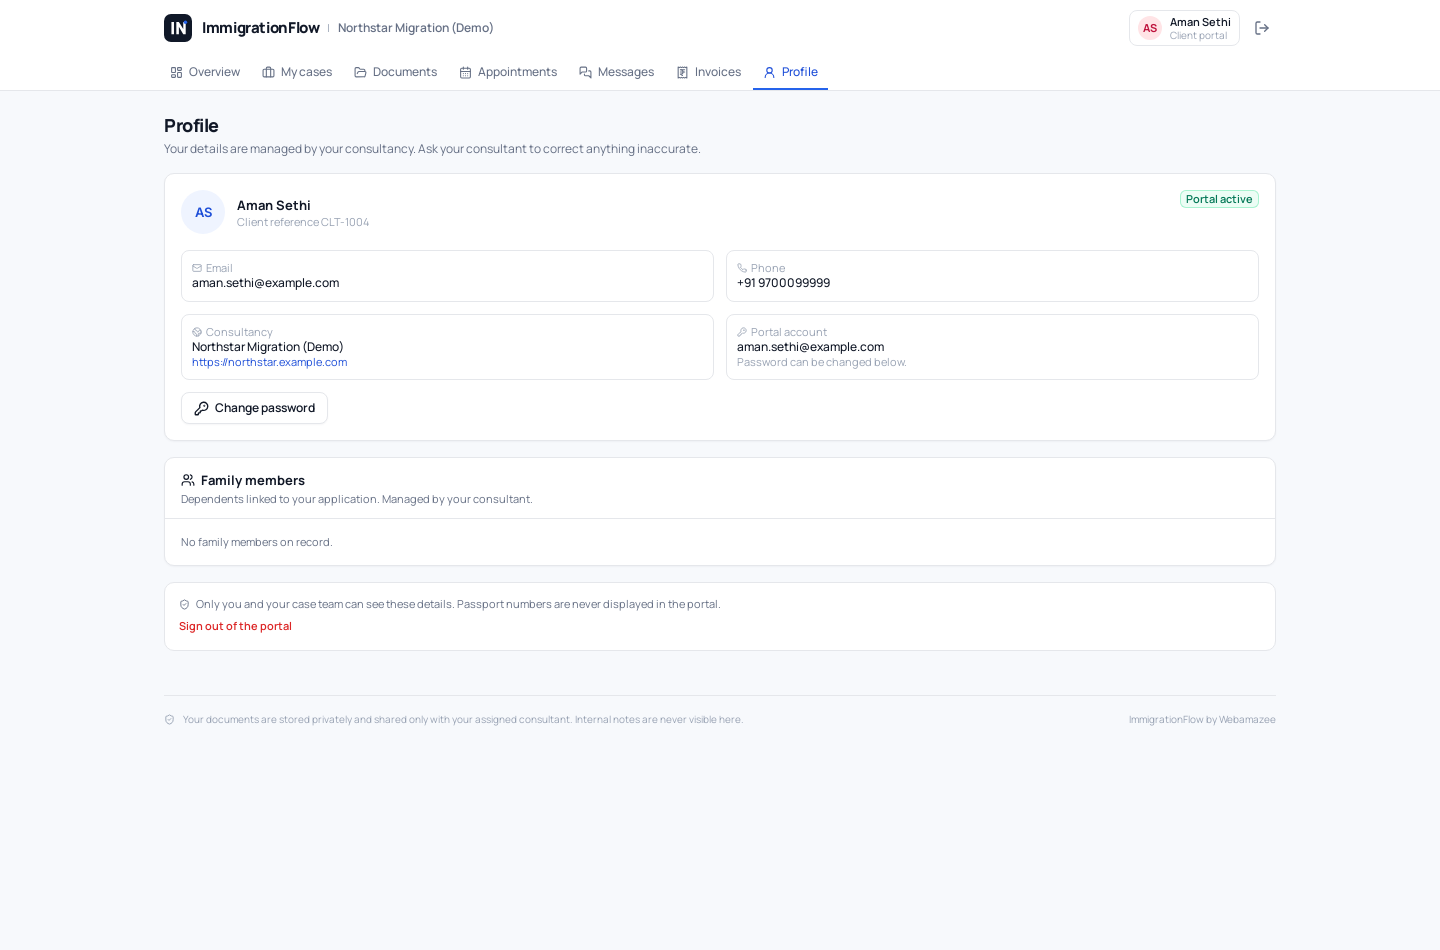 IN ImmigrationFlow | Northstar Migration (Demo)
AS Aman Sethi
Client portal
Overview My cases Documents Appointments Messages Invoices Profile
Profile
Your details are managed by your consultancy. Ask your consultant to correct anything inaccurate.
AS Aman Sethi
Client reference CLT-1004
Portal active
Email
aman.sethi@example.com
Phone
+91 9700099999
Consultancy
Northstar Migration (Demo)
https://northstar.example.com
Portal account
aman.sethi@example.com
Password can be changed below.
Change password
Family members
Dependents linked to your application. Managed by your consultant.
No family members on record.
Only you and your case team can see these details. Passport numbers are never displayed in the portal.
Sign out of the portal
Your documents are stored privately and shared only with your assigned consultant. Internal notes are never visible here.
ImmigrationFlow by Webamazee